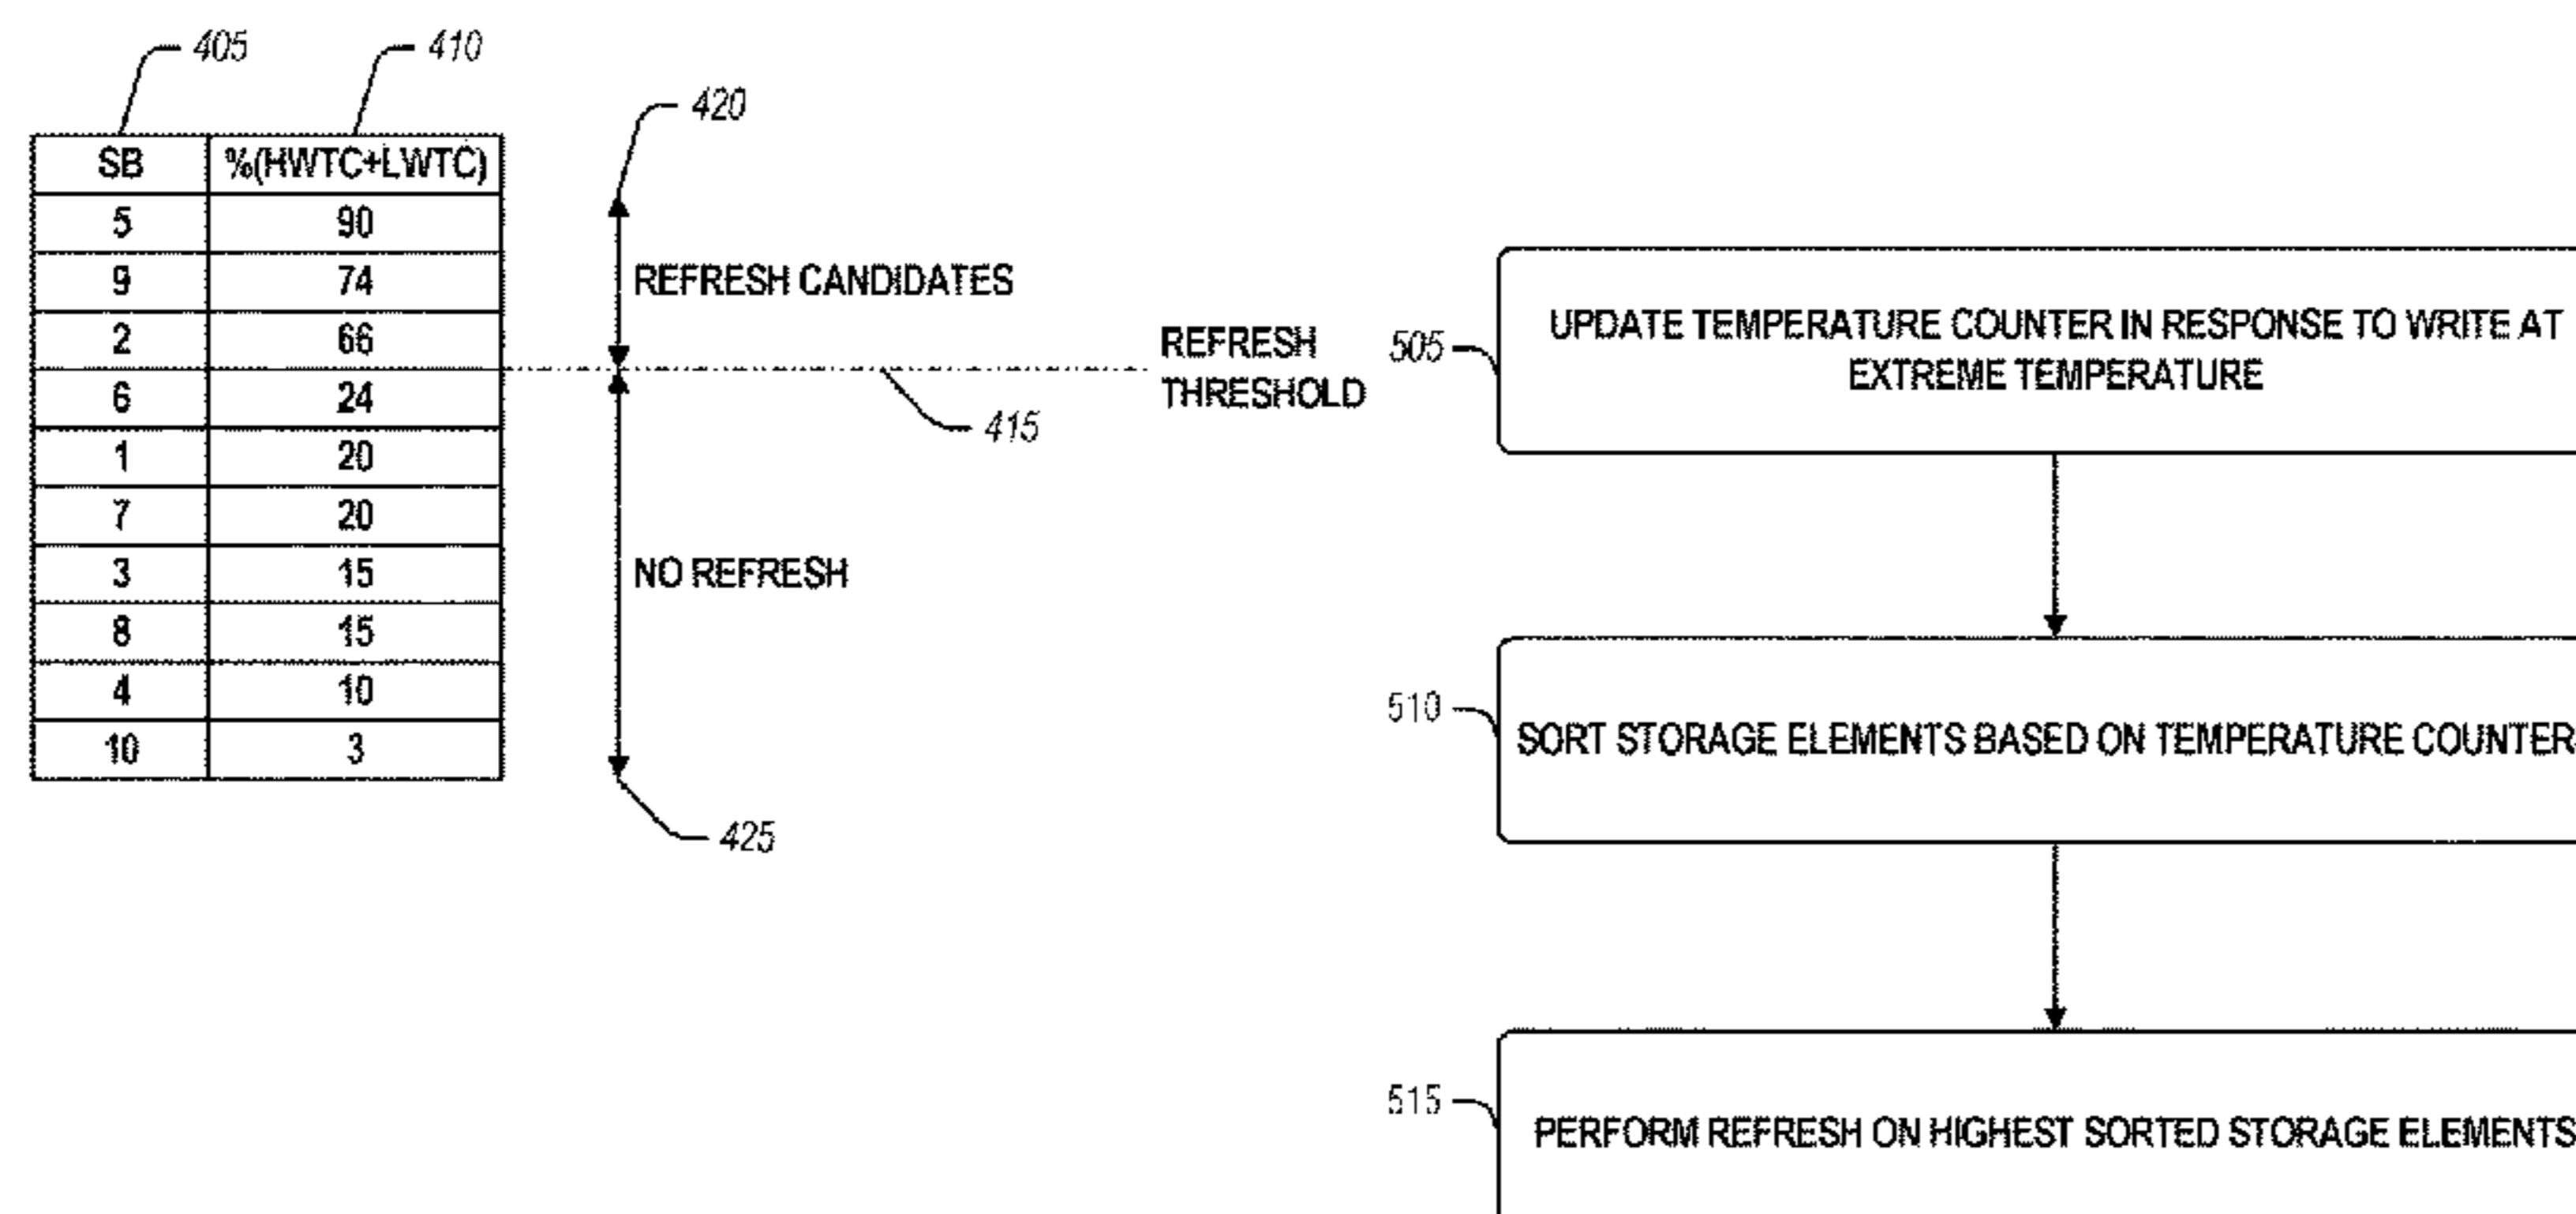 405
410
420
SB %(HWTC+LWTC)
5 90
9 74
2 66
6 24
1 20
7 20
3 15
8 15
4 10
10 3
REFRESH CANDIDATES
REFRESH
THRESHOLD
415
NO REFRESH
425
505
UPDATE TEMPERATURE COUNTER IN RESPONSE TO WRITE AT
EXTREME TEMPERATURE
510
SORT STORAGE ELEMENTS BASED ON TEMPERATURE COUNTER
515
PERFORM REFRESH ON HIGHEST SORTED STORAGE ELEMENTS